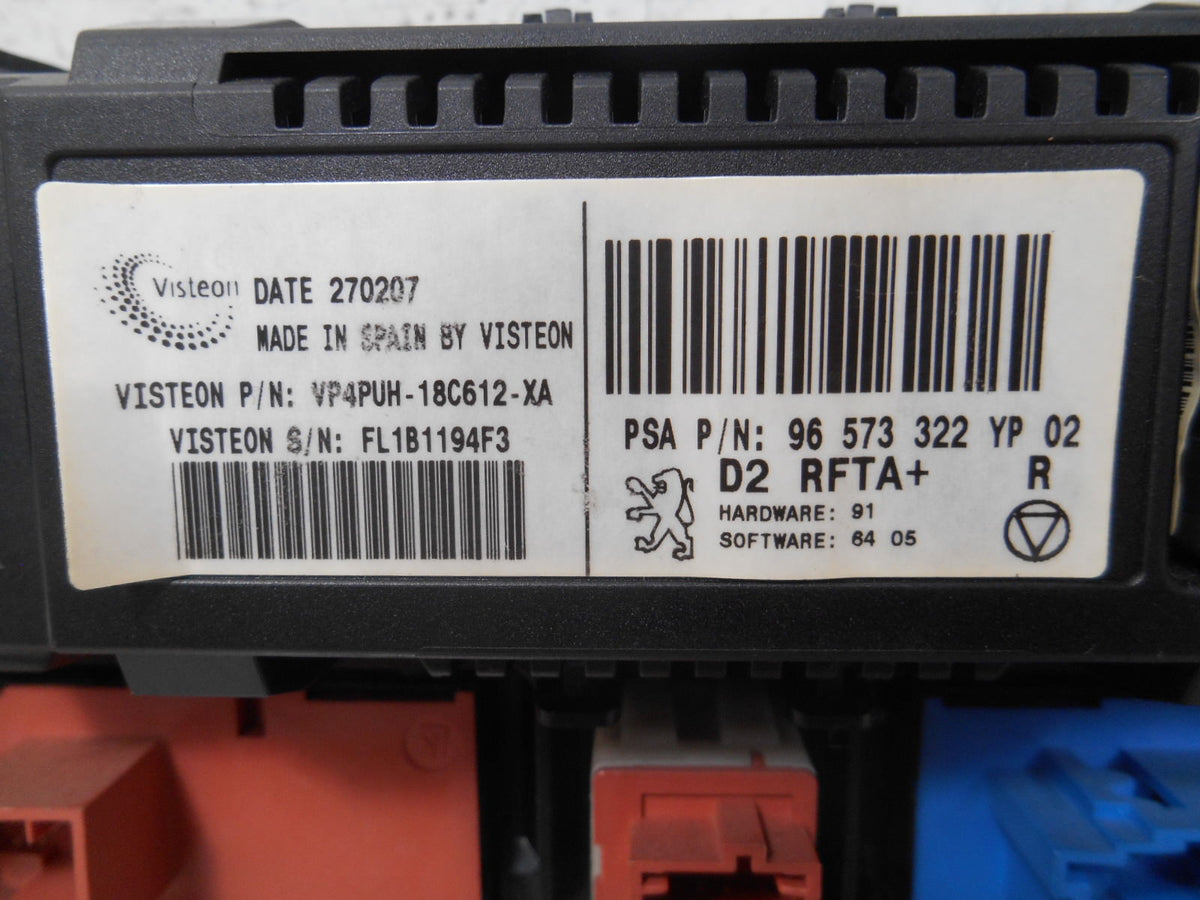 Visteon
DATE 270207
MADE IN SPAIN BY VISTEON
VISTEON P/N: VP4PUH-18C612-XA
VISTEON S/N: FL1B1194F3
PSA P/N: 96 573 322 YP 02
D2 RFTA+ R
HARDWARE: 91
SOFTWARE: 64 05